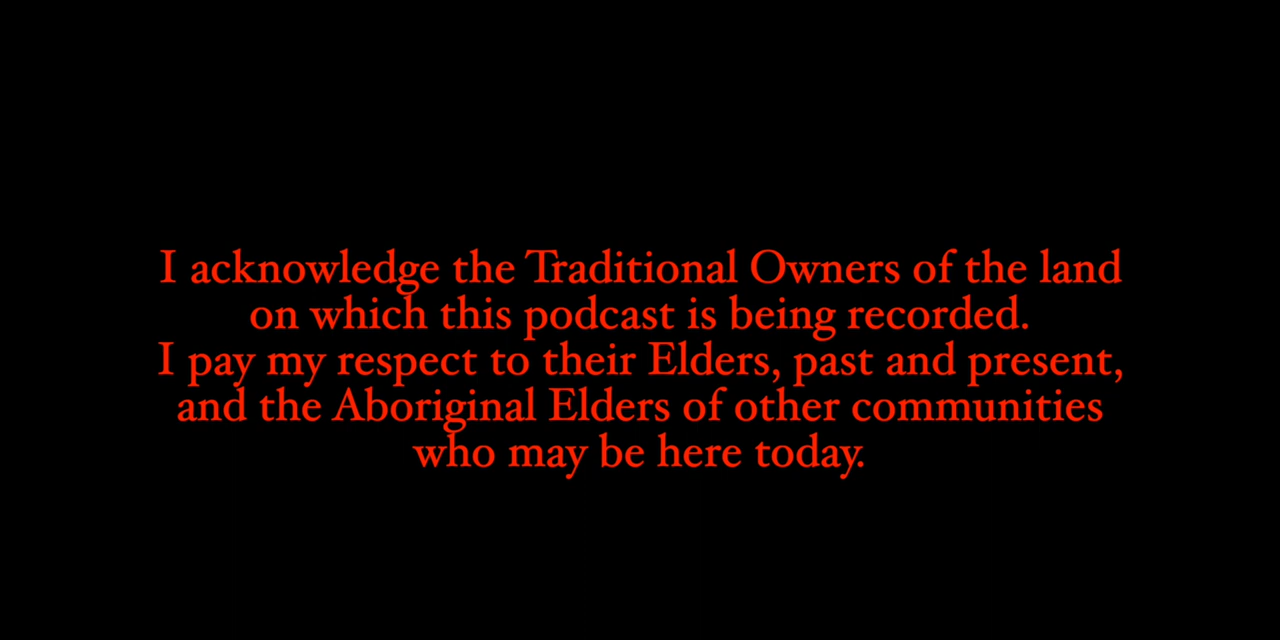 I acknowledge the Traditional Owners of the land
on which this podcast is being recorded.
I pay my respect to their Elders, past and present,
and the Aboriginal Elders of other communities
who may be here today.